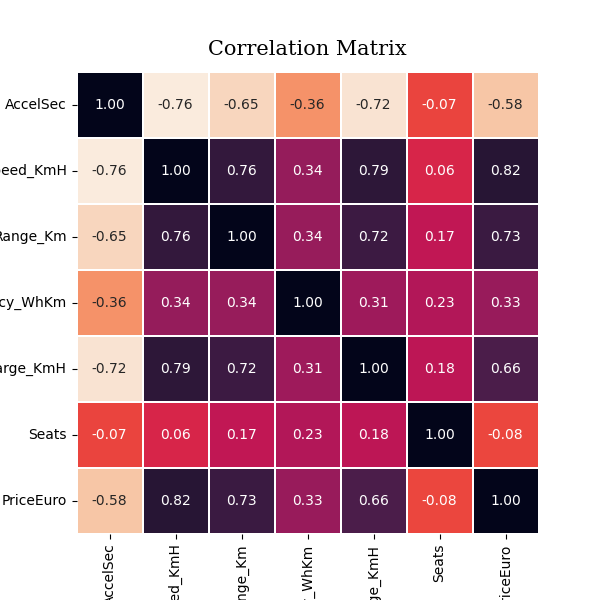 Correlation Matrix
AccelSec 1.00 -0.76 -0.65 -0.36 -0.72 -0.07 -0.58
eed_KmH -0.76 1.00 0.76 0.34 0.79 0.06 0.82
Range_Km -0.65 0.76 1.00 0.34 0.72 0.17 0.73
cy_WhKm -0.36 0.34 0.34 1.00 0.31 0.23 0.33
arge_KmH -0.72 0.79 0.72 0.31 1.00 0.18 0.66
Seats -0.07 0.06 0.17 0.23 0.18 1.00 -0.08
PriceEuro -0.58 0.82 0.73 0.33 0.66 -0.08 1.00
AccelSec ed_KmH nge_Km _WhKm ge_KmH Seats riceEuro